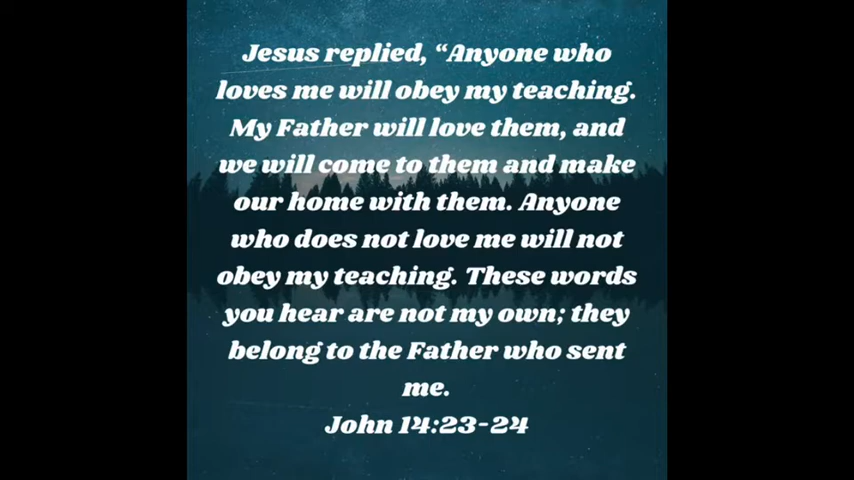 Jesus replied, “Anyone who
loves me will obey my teaching.
My Father will love them, and
we will come to them and make
our home with them. Anyone
who does not love me will not
obey my teaching. These words
you hear are not my own; they
belong to the Father who sent
me.
John 14:23-24